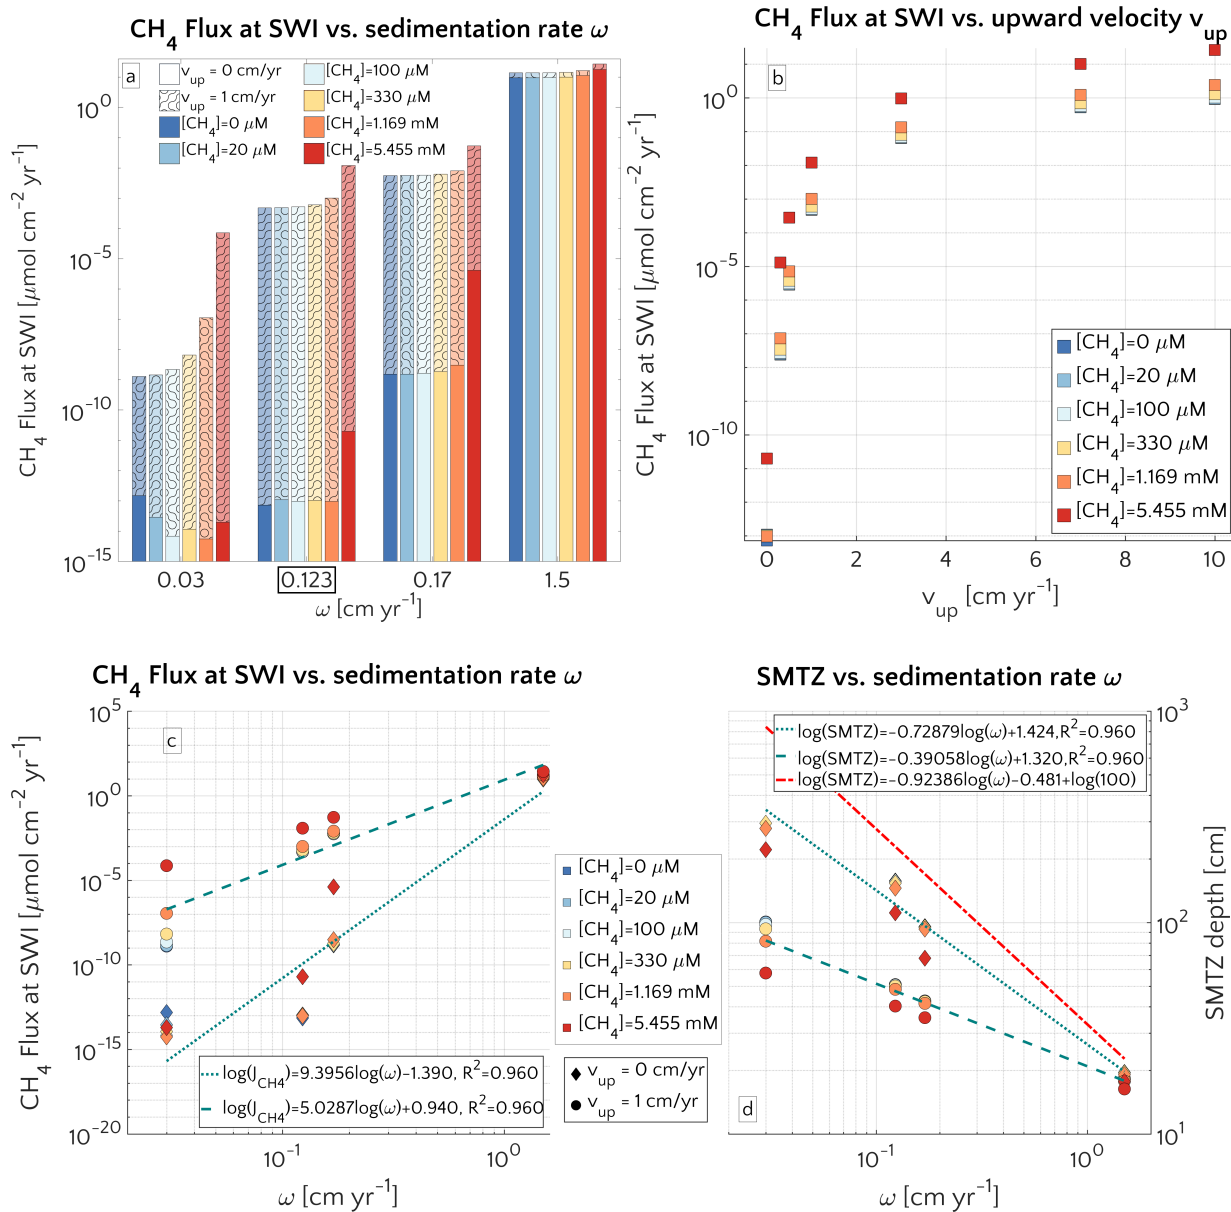 CH4 Flux at SWI vs. sedimentation rate ω
a
vup = 0 cm/yr
vup = 1 cm/yr
[CH4]=0 μM
[CH4]=20 μM
[CH4]=100 μM
[CH4]=330 μM
[CH4]=1.169 mM
[CH4]=5.455 mM
CH4 Flux at SWI [μmol cm−2 yr−1]
10^0
10^−5
10^−10
10^−15
0.03 0.123 0.17 1.5
ω [cm yr−1]
CH4 Flux at SWI vs. upward velocity vup
b
CH4 Flux at SWI [μmol cm−2 yr−1]
10^0
10^−5
10^−10
[CH4]=0 μM
[CH4]=20 μM
[CH4]=100 μM
[CH4]=330 μM
[CH4]=1.169 mM
[CH4]=5.455 mM
0 2 4 6 8 10
vup [cm yr−1]
CH4 Flux at SWI vs. sedimentation rate ω
c
CH4 Flux at SWI [μmol cm−2 yr−1]
10^5
10^0
10^−5
10^−10
10^−15
10^−20
log(JCH4)=9.3956log(ω)−1.390, R2=0.960
log(JCH4)=5.0287log(ω)+0.940, R2=0.960
10^−1 10^0
ω [cm yr−1]
[CH4]=0 μM
[CH4]=20 μM
[CH4]=100 μM
[CH4]=330 μM
[CH4]=1.169 mM
[CH4]=5.455 mM
vup = 0 cm/yr
vup = 1 cm/yr
SMTZ vs. sedimentation rate ω
log(SMTZ)=−0.72879log(ω)+1.424,R2=0.960
log(SMTZ)=−0.39058log(ω)+1.320,R2=0.960
log(SMTZ)=−0.92386log(ω)−0.481+log(100)
d
10^3
10^2
10^1
SMTZ depth [cm]
10^−1 10^0
ω [cm yr−1]